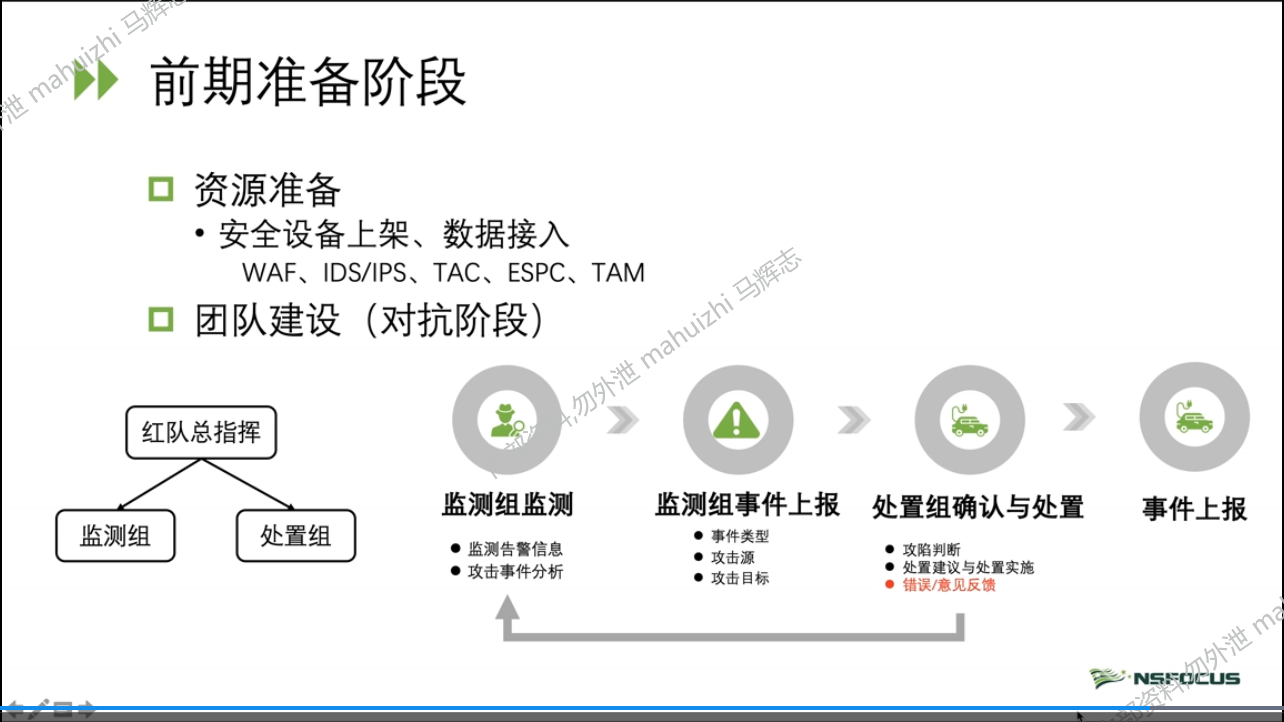 前期准备阶段
资源准备
• 安全设备上架、数据接入
WAF、IDS/IPS、TAC、ESPC、TAM
团队建设（对抗阶段）
红队总指挥
监测组
处置组
监测组监测
● 监测告警信息
● 攻击事件分析
监测组事件上报
● 事件类型
● 攻击源
● 攻击目标
处置组确认与处置
● 攻陷判断
● 处置建议与处置实施
● 错误/意见反馈
事件上报
NSFOCUS
外泄 mahuizhi 马辉志
部资料,勿外泄 mahuizhi 马辉志
部资料,勿外泄 ma